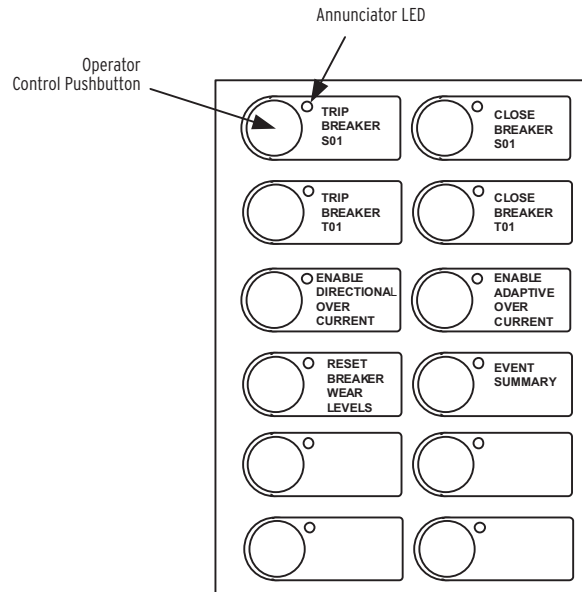 Annunciator LED
Operator
Control Pushbutton
TRIP
BREAKER
S01
CLOSE
BREAKER
S01
TRIP
BREAKER
T01
CLOSE
BREAKER
T01
ENABLE
DIRECTIONAL
OVER
CURRENT
ENABLE
ADAPTIVE
OVER
CURRENT
RESET
BREAKER
WEAR
LEVELS
EVENT
SUMMARY